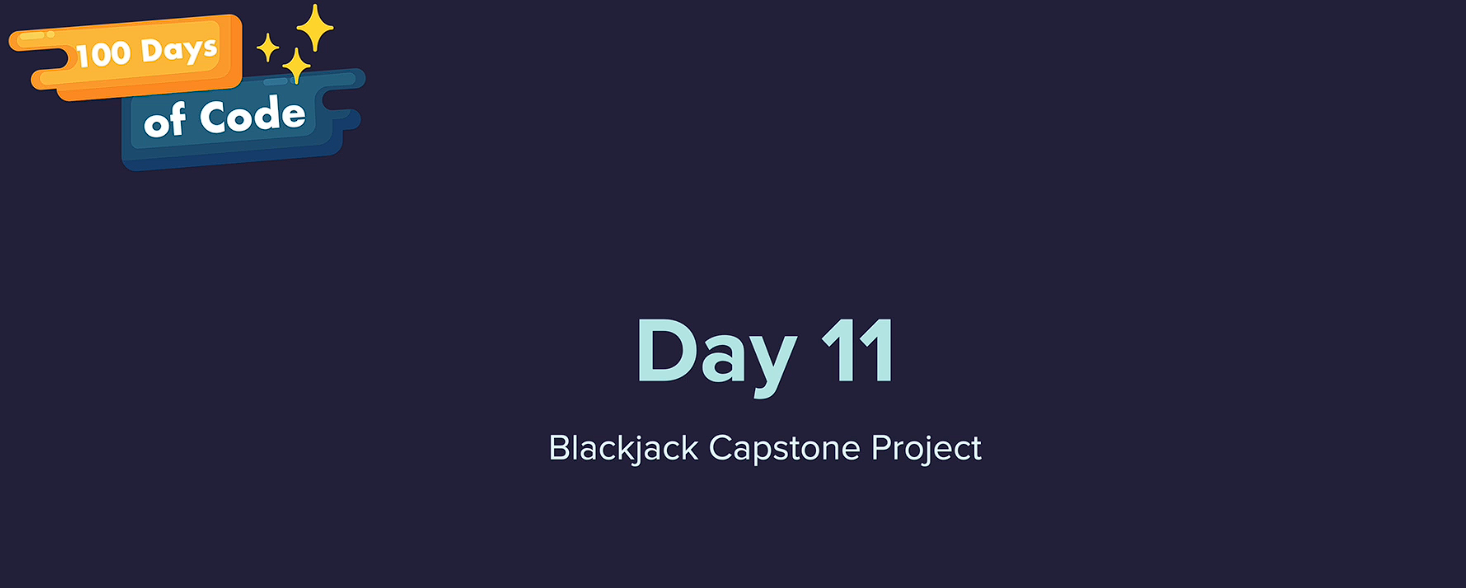 100 Days
of Code
Day 11
Blackjack Capstone Project